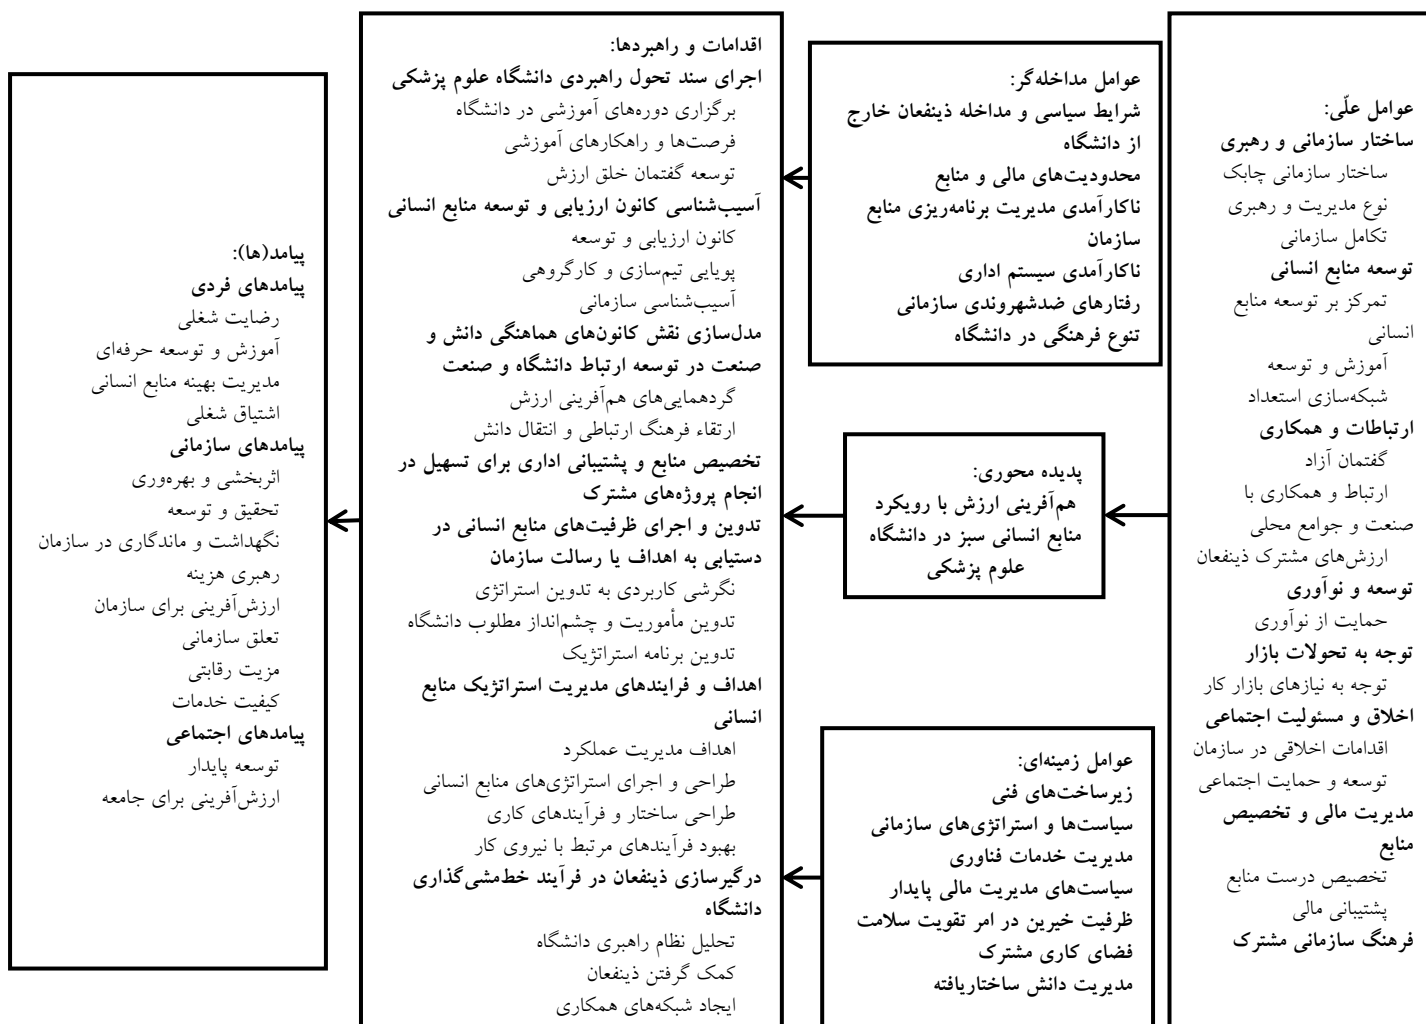 عوامل علّی:
ساختار سازمانی و رهبری
ساختار سازمانی چابک
نوع مدیریت و رهبری
تکامل سازمانی
توسعه منابع انسانی
تمرکز بر توسعه منابع
انسانی
آموزش و توسعه
شبکه‌سازی استعداد
ارتباطات و همکاری
گفتمان آزاد
ارتباط و همکاری با
صنعت و جوامع محلی
ارزش‌های مشترک ذینفعان
توسعه و نوآوری
حمایت از نوآوری
توجه به تحولات بازار
توجه به نیازهای بازار کار
اخلاق و مسئولیت اجتماعی
اقدامات اخلاقی در سازمان
توسعه و حمایت اجتماعی
مدیریت مالی و تخصیص
منابع
تخصیص درست منابع
پشتیبانی مالی
فرهنگ سازمانی مشترک
عوامل مداخله‌گر:
شرایط سیاسی و مداخله ذینفعان خارج
از دانشگاه
محدودیت‌های مالی و منابع
ناکارآمدی مدیریت برنامه‌ریزی منابع
سازمان
ناکارآمدی سیستم اداری
رفتارهای ضدشهروندی سازمانی
تنوع فرهنگی در دانشگاه
پدیده محوری:
هم‌آفرینی ارزش با رویکرد
منابع انسانی سبز در دانشگاه
علوم پزشکی
عوامل زمینه‌ای:
زیرساخت‌های فنی
سیاست‌ها و استراتژی‌های سازمانی
مدیریت خدمات فناوری
سیاست‌های مدیریت مالی پایدار
ظرفیت خیرین در امر تقویت سلامت
فضای کاری مشترک
مدیریت دانش ساختاریافته
اقدامات و راهبردها:
اجرای سند تحول راهبردی دانشگاه علوم پزشکی
برگزاری دوره‌های آموزشی در دانشگاه
فرصت‌ها و راهکارهای آموزشی
توسعه گفتمان خلق ارزش
آسیب‌شناسی کانون ارزیابی و توسعه منابع انسانی
کانون ارزیابی و توسعه
پویایی تیم‌سازی و کارگروهی
آسیب‌شناسی سازمانی
مدل‌سازی نقش کانون‌های هماهنگی دانش و
صنعت در توسعه ارتباط دانشگاه و صنعت
گردهمایی‌های هم‌آفرینی ارزش
ارتقاء فرهنگ ارتباطی و انتقال دانش
تخصیص منابع و پشتیبانی اداری برای تسهیل در
انجام پروژه‌های مشترک
تدوین و اجرای ظرفیت‌های منابع انسانی در
دستیابی به اهداف یا رسالت سازمان
نگرشی کاربردی به تدوین استراتژی
تدوین مأموریت و چشم‌انداز مطلوب دانشگاه
تدوین برنامه استراتژیک
اهداف و فرایندهای مدیریت استراتژیک منابع
انسانی
اهداف مدیریت عملکرد
طراحی و اجرای استراتژی‌های منابع انسانی
طراحی ساختار و فرآیندهای کاری
بهبود فرآیندهای مرتبط با نیروی کار
درگیرسازی ذینفعان در فرآیند خط‌مشی‌گذاری
دانشگاه
تحلیل نظام راهبری دانشگاه
کمک گرفتن ذینفعان
ایجاد شبکه‌های همکاری
پیامد(ها):
پیامدهای فردی
رضایت شغلی
آموزش و توسعه حرفه‌ای
مدیریت بهینه منابع انسانی
اشتیاق شغلی
پیامدهای سازمانی
اثربخشی و بهره‌وری
تحقیق و توسعه
نگهداشت و ماندگاری در سازمان
رهبری هزینه
ارزش‌آفرینی برای سازمان
تعلق سازمانی
مزیت رقابتی
کیفیت خدمات
پیامدهای اجتماعی
توسعه پایدار
ارزش‌آفرینی برای جامعه